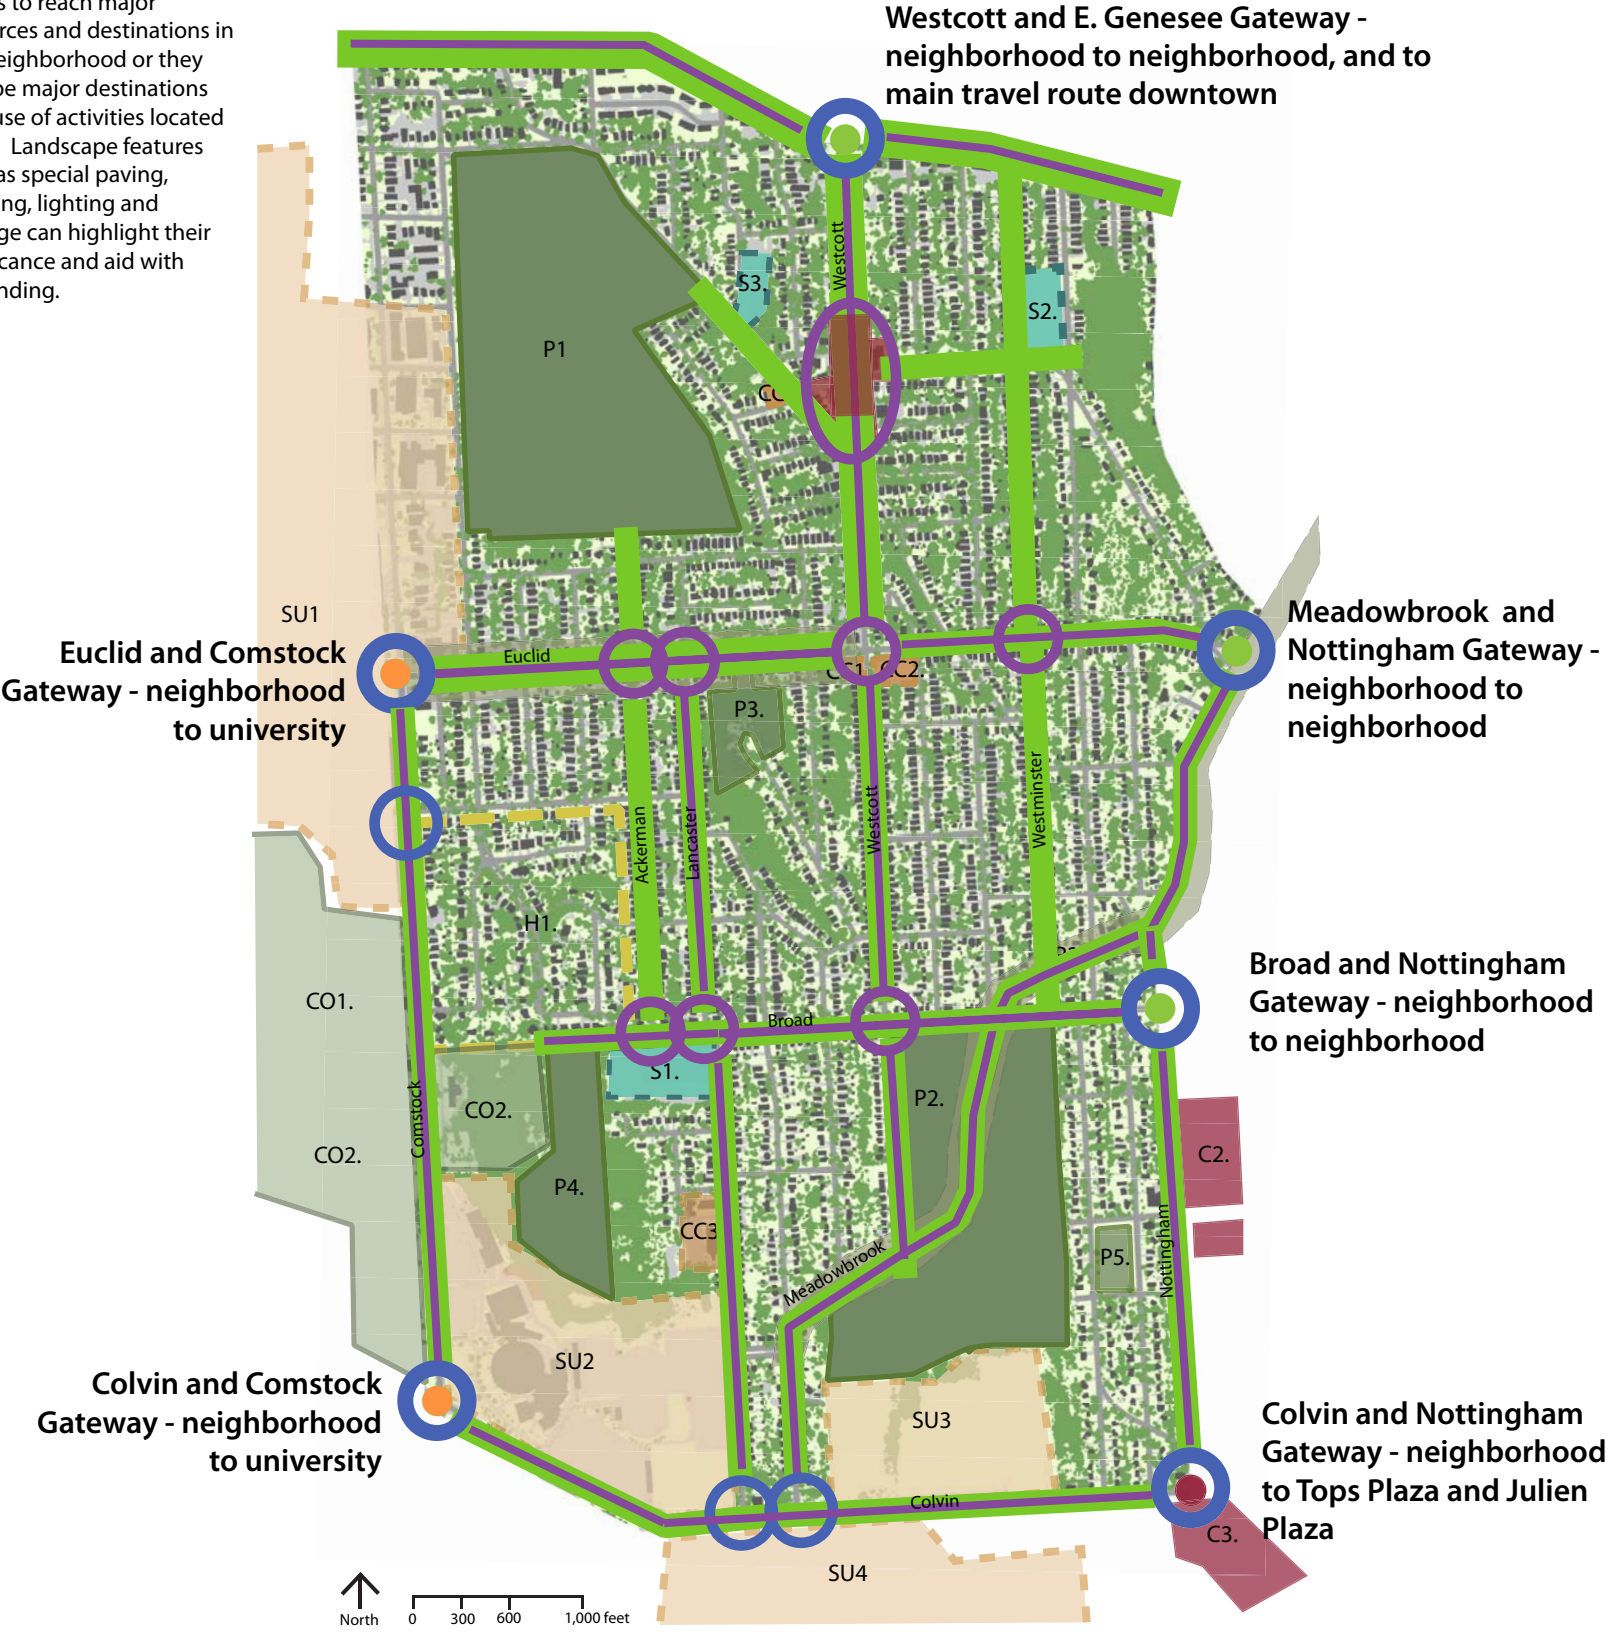 s to reach major
rces and destinations in
eighborhood or they
be major destinations
use of activities located
Landscape features
as special paving,
ng, lighting and
ge can highlight their
cance and aid with
nding.
Westcott and E. Genesee Gateway -
neighborhood to neighborhood, and to
main travel route downtown
Westcott
S3.
S2.
P1
CC
SU1
Euclid and Comstock
Gateway - neighborhood
to university
Euclid
CC1.
CC2.
Meadowbrook and
Nottingham Gateway -
neighborhood to
neighborhood
P3.
Ackerman
Lancaster
Westcott
Westminster
H1.
CO1.
Broad and Nottingham
Gateway - neighborhood
to neighborhood
Broad
S1.
CO2.
P2.
Comstock
CO2.
C2.
P4.
CC3
Meadowbrook
P5.
Nottingham
SU2
Colvin and Comstock
Gateway - neighborhood
to university
SU3
Colvin and Nottingham
Gateway - neighborhood
to Tops Plaza and Julien
Plaza
Colvin
C3.
SU4
North
0 300 600 1,000 feet